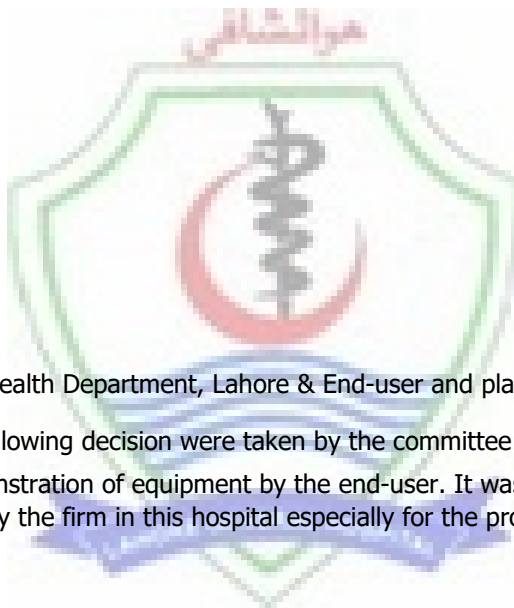 هوالشافی
ealth Department, Lahore & End-user and pla
lowing decision were taken by the committee
nstration of equipment by the end-user. It was
y the firm in this hospital especially for the pro